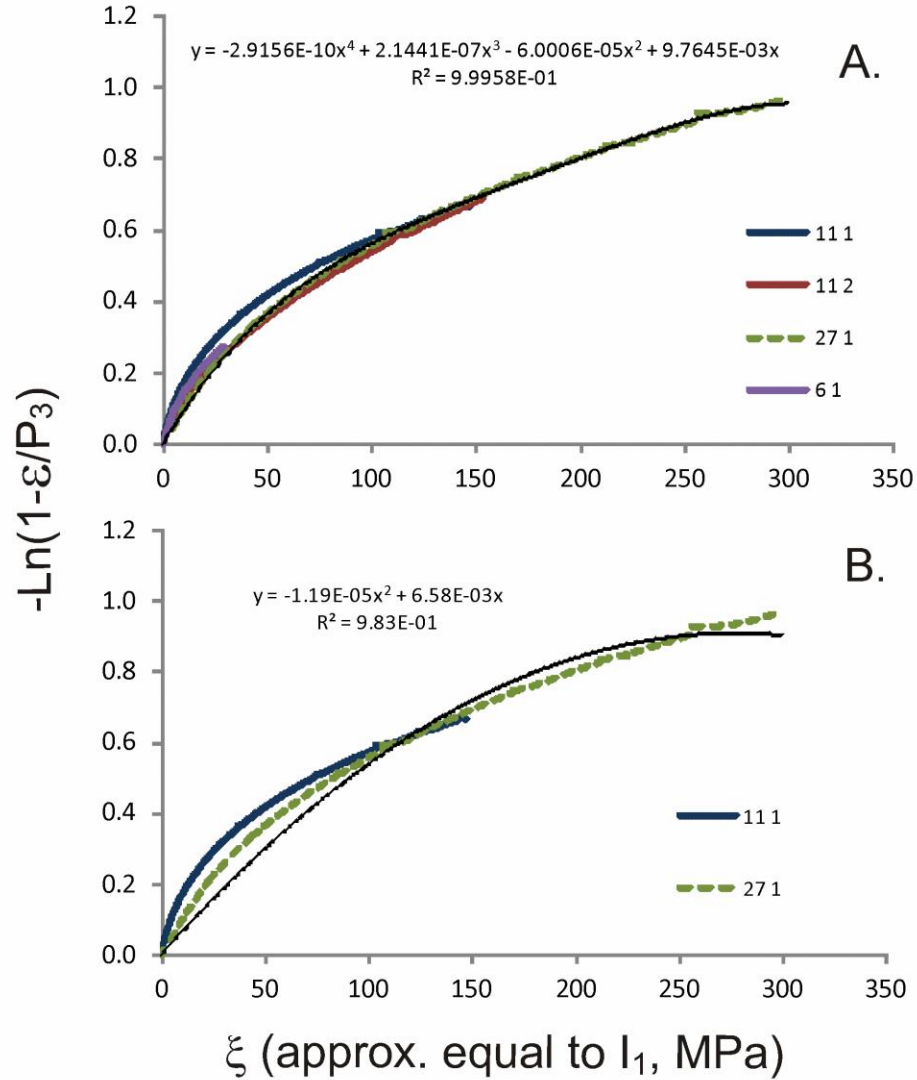 -Ln(1-ε/P₃)
A.
y = -2.9156E-10x⁴ + 2.1441E-07x³ - 6.0006E-05x² + 9.7645E-03x
R² = 9.9958E-01
1.2
1.0
0.8
0.6
0.4
0.2
0.0
0 50 100 150 200 250 300 350
11 1
11 2
27 1
6 1
B.
y = -1.19E-05x² + 6.58E-03x
R² = 9.83E-01
1.2
1.0
0.8
0.6
0.4
0.2
0.0
0 50 100 150 200 250 300 350
11 1
27 1
ξ (approx. equal to I₁, MPa)